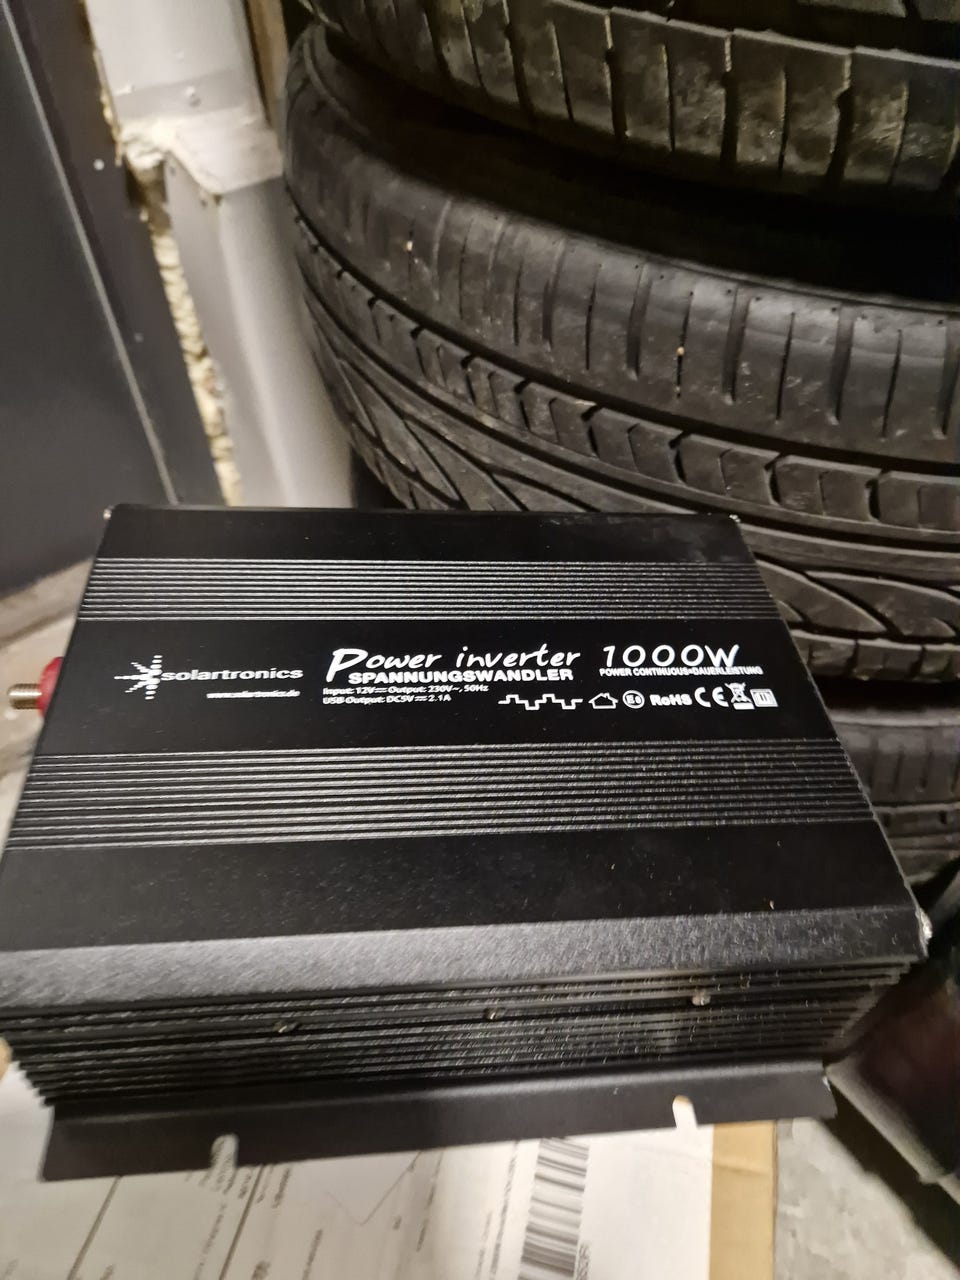 solartronics
www.solartronics.de
Power inverter 1000W
SPANNUNGSWANDLER
POWER CONTINUOUS=DAUERLEISTUNG
Input: 12V⎓ Output: 230V~, 50Hz
USB Output: DC5V⎓ 2.1A
RoHS CE